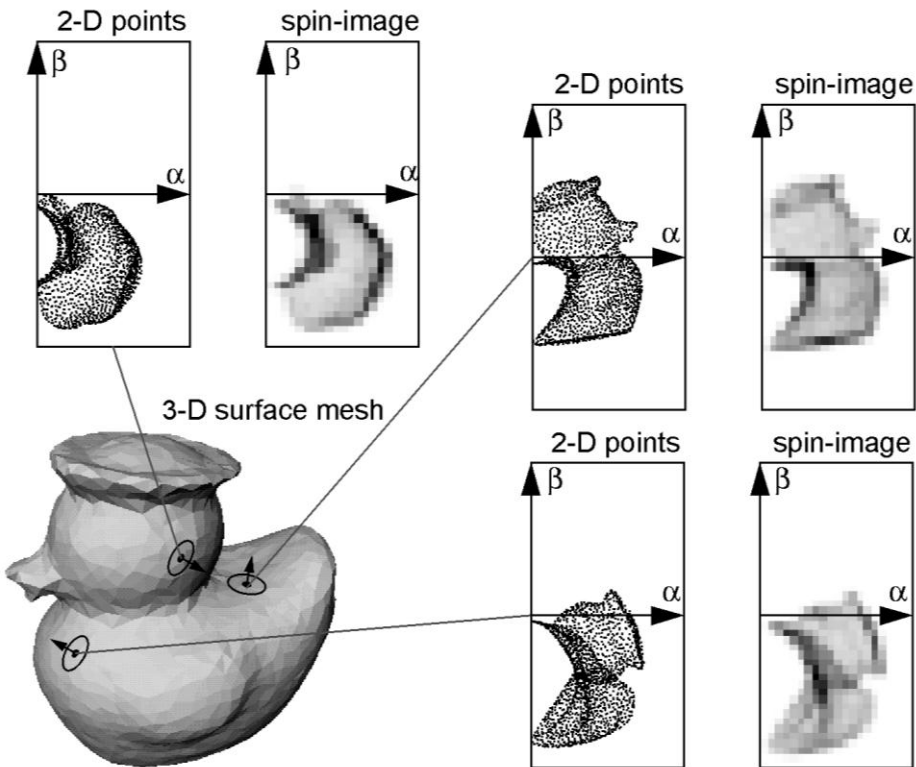 2-D points spin-image
β β
α α
2-D points spin-image
β β
α α
3-D surface mesh
2-D points spin-image
β β
α α